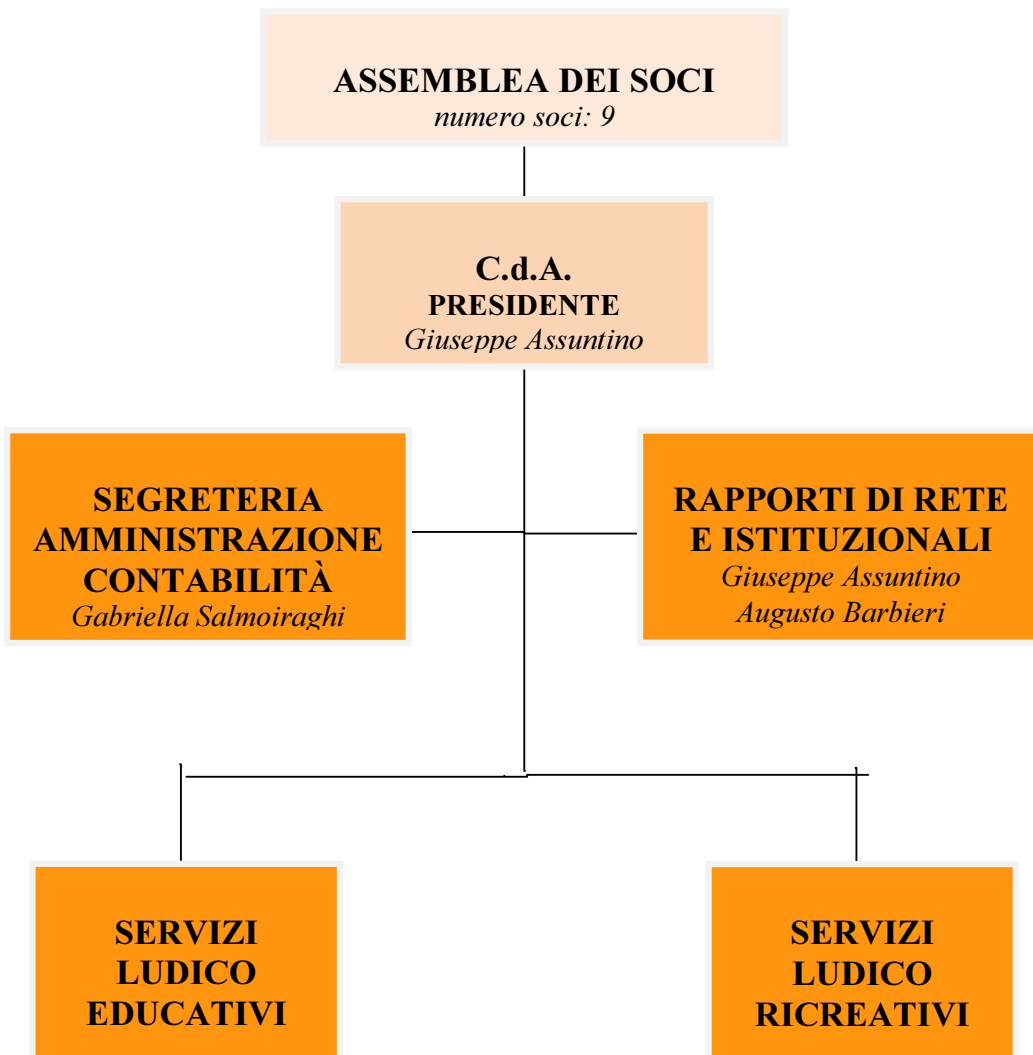 ASSEMBLEA DEI SOCI
numero soci: 9
C.d.A.
PRESIDENTE
Giuseppe Assuntino
SEGRETERIA
AMMINISTRAZIONE
CONTABILITÀ
Gabriella Salmoiraghi
RAPPORTI DI RETE
E ISTITUZIONALI
Giuseppe Assuntino
Augusto Barbieri
SERVIZI
LUDICO
EDUCATIVI
SERVIZI
LUDICO
RICREATIVI